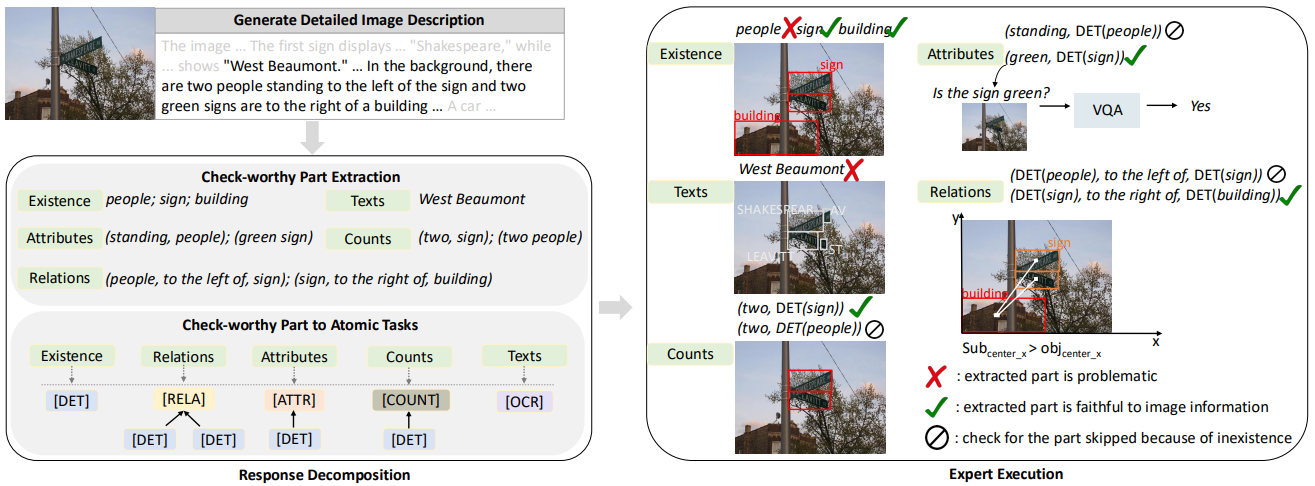 Generate Detailed Image Description
The image ... The first sign displays ... "Shakespeare," while
... shows "West Beaumont." ... In the background, there
are two people standing to the left of the sign and two
green signs are to the right of a building ... A car ...
Check-worthy Part Extraction
Existence people; sign; building
Texts West Beaumont
Attributes (standing, people); (green sign)
Counts (two, sign); (two people)
Relations (people, to the left of, sign); (sign, to the right of, building)
Check-worthy Part to Atomic Tasks
Existence Relations Attributes Counts Texts
[DET] [RELA] [ATTR] [COUNT] [OCR]
[DET] [DET] [DET] [DET]
Response Decomposition
people sign building
Existence
sign
building
West Beaumont
Texts
SHAKESPEAR AV
LEAVITT ST
(two, DET(sign))
(two, DET(people))
Counts
(standing, DET(people))
Attributes
(green, DET(sign))
Is the sign green?
VQA
Yes
(DET(people), to the left of, DET(sign))
Relations
(DET(sign), to the right of, DET(building))
y
sign
building
x
Sub center_x > obj center_x
: extracted part is problematic
: extracted part is faithful to image information
: check for the part skipped because of inexistence
Expert Execution